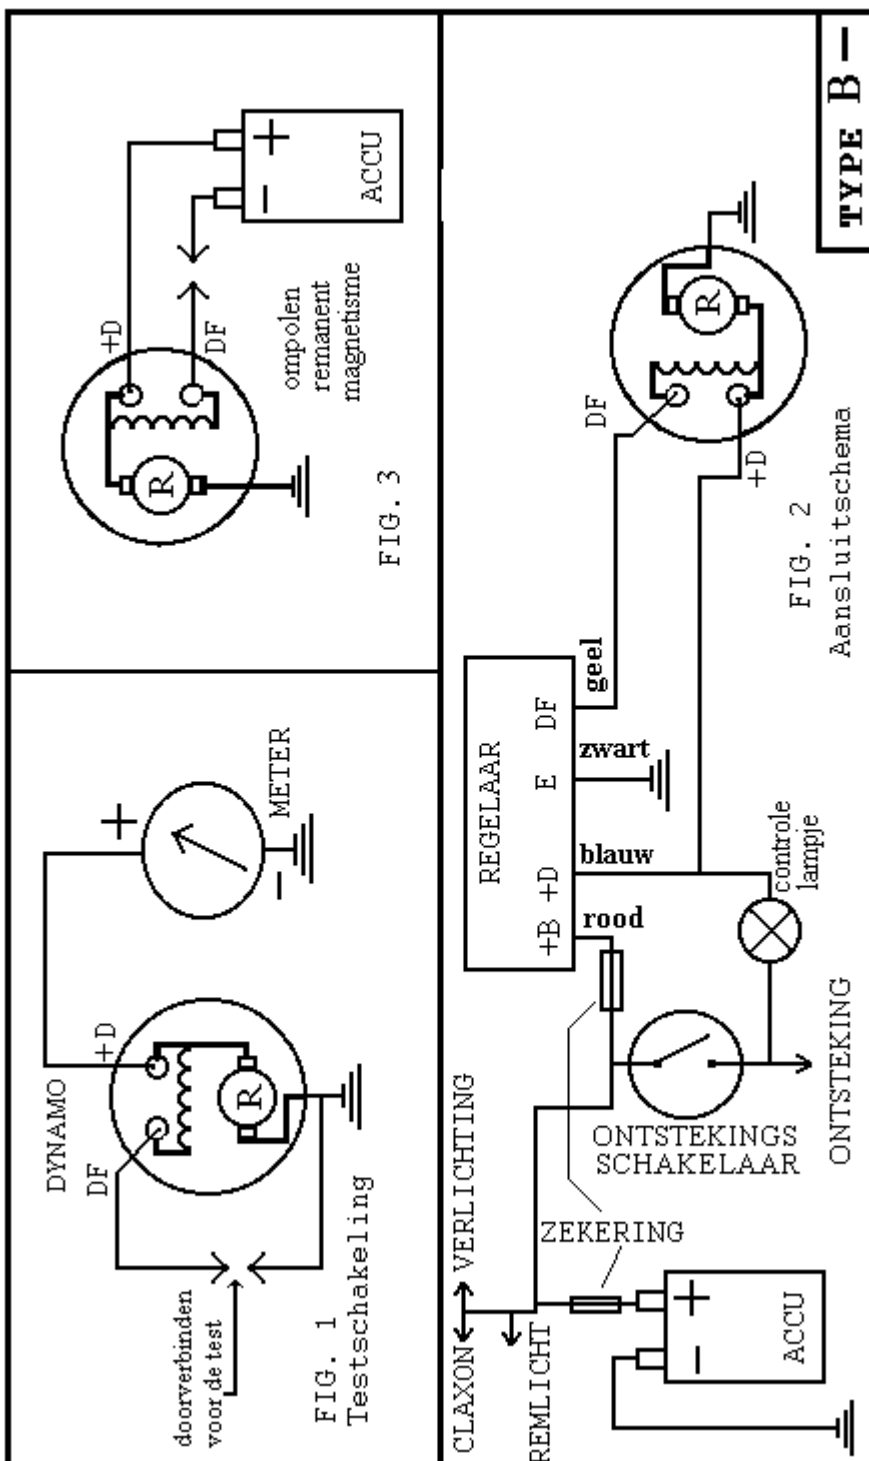 DYNAMO
DF
+D
+
-
METER
R
doorverbinden
voor de test
FIG. 1
Testschakeling
+D
DF
R
+
-
ACCU
ompolen
remanent
magnetisme
FIG. 3
CLAXON
VERLICHTING
REMLICHT
ZEKERING
-
+
ACCU
ONTSTEKINGS
SCHAKELAAR
ONTSTEKING
REGELAAR
+B
+D
E
DF
rood
blauw
zwart
geel
controle
lampje
DF
+D
R
FIG. 2
Aansluitschema
TYPE B-